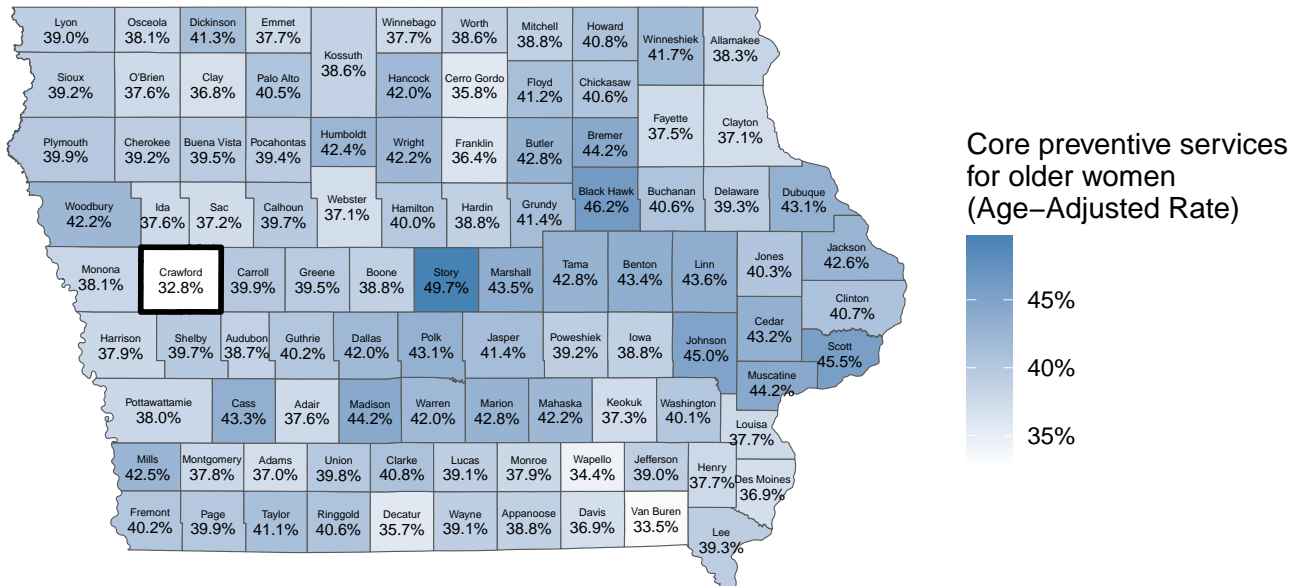 Lyon
39.0%
Osceola
38.1%
Dickinson
41.3%
Emmet
37.7%
Kossuth
38.6%
Winnebago
37.7%
Worth
38.6%
Mitchell
38.8%
Howard
40.8%
Winneshiek
41.7%
Allamakee
38.3%
Sioux
39.2%
O'Brien
37.6%
Clay
36.8%
Palo Alto
40.5%
Hancock
42.0%
Cerro Gordo
35.8%
Floyd
41.2%
Chickasaw
40.6%
Fayette
37.5%
Clayton
37.1%
Plymouth
39.9%
Cherokee
39.2%
Buena Vista
39.5%
Pocahontas
39.4%
Humboldt
42.4%
Wright
42.2%
Franklin
36.4%
Butler
42.8%
Bremer
44.2%
Woodbury
42.2%
Ida
37.6%
Sac
37.2%
Calhoun
39.7%
Webster
37.1%
Hamilton
40.0%
Hardin
38.8%
Grundy
41.4%
Black Hawk
46.2%
Buchanan
40.6%
Delaware
39.3%
Dubuque
43.1%
Monona
38.1%
Crawford
32.8%
Carroll
39.9%
Greene
39.5%
Boone
38.8%
Story
49.7%
Marshall
43.5%
Tama
42.8%
Benton
43.4%
Linn
43.6%
Jones
40.3%
Jackson
42.6%
Clinton
40.7%
Harrison
37.9%
Shelby
39.7%
Audubon
38.7%
Guthrie
40.2%
Dallas
42.0%
Polk
43.1%
Jasper
41.4%
Poweshiek
39.2%
Iowa
38.8%
Johnson
45.0%
Cedar
43.2%
Scott
45.5%
Muscatine
44.2%
Pottawattamie
38.0%
Cass
43.3%
Adair
37.6%
Madison
44.2%
Warren
42.0%
Marion
42.8%
Mahaska
42.2%
Keokuk
37.3%
Washington
40.1%
Louisa
37.7%
Mills
42.5%
Montgomery
37.8%
Adams
37.0%
Union
39.8%
Clarke
40.8%
Lucas
39.1%
Monroe
37.9%
Wapello
34.4%
Jefferson
39.0%
Henry
37.7%
Des Moines
36.9%
Fremont
40.2%
Page
39.9%
Taylor
41.1%
Ringgold
40.6%
Decatur
35.7%
Wayne
39.1%
Appanoose
38.8%
Davis
36.9%
Van Buren
33.5%
Lee
39.3%
Core preventive services
for older women
(Age−Adjusted Rate)
45%
40%
35%